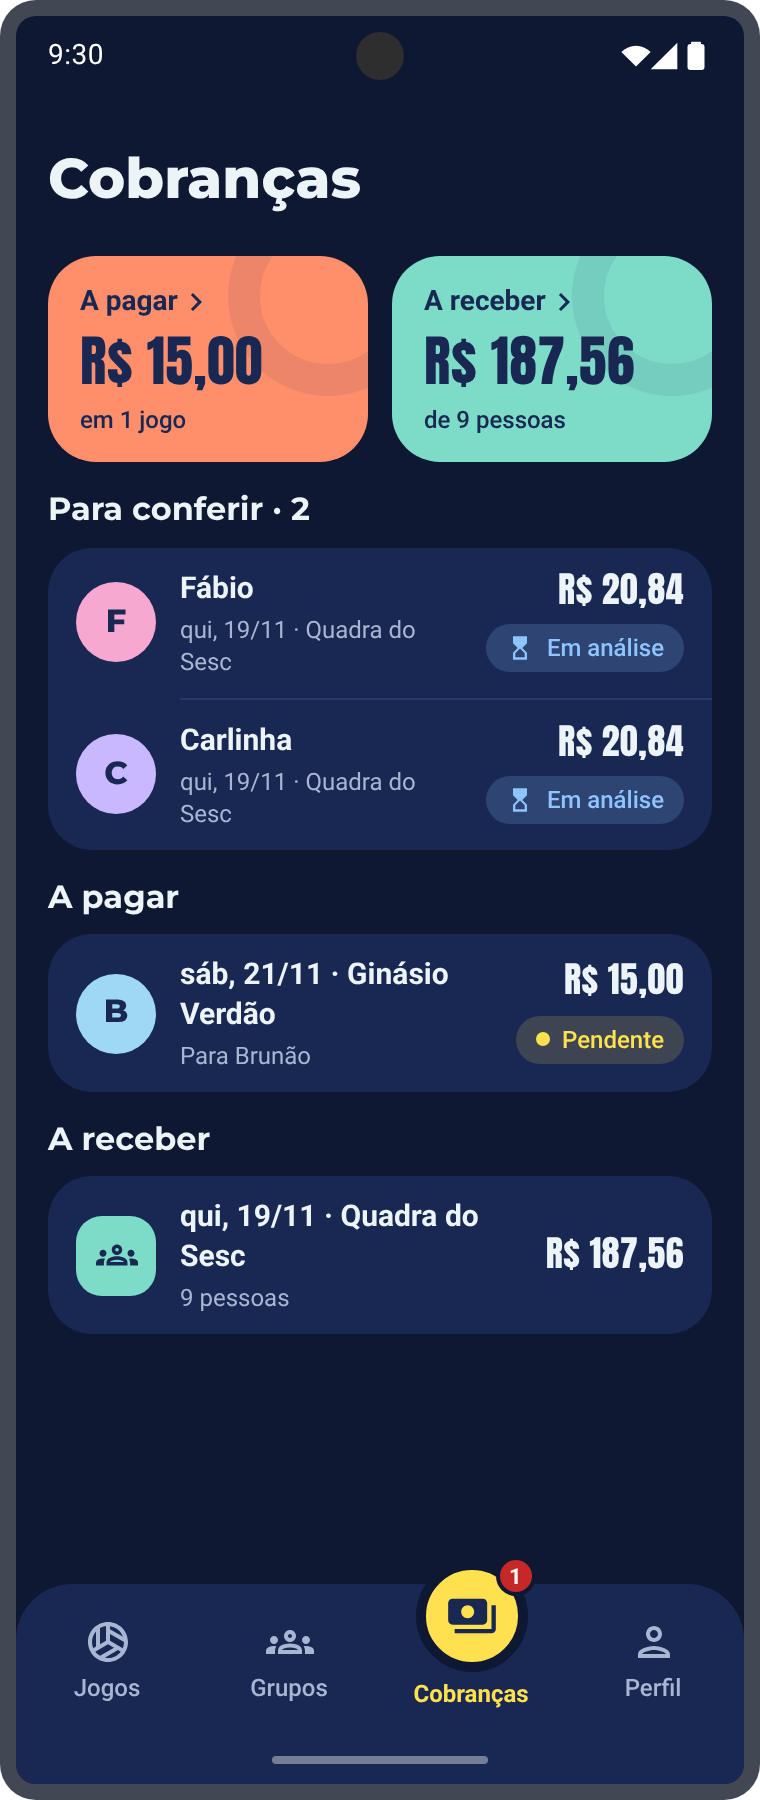 9:30
Cobranças
A pagar
R$ 15,00
em 1 jogo
A receber
R$ 187,56
de 9 pessoas
Para conferir · 2
F
Fábio
qui, 19/11 · Quadra do
Sesc
R$ 20,84
Em análise
C
Carlinha
qui, 19/11 · Quadra do
Sesc
R$ 20,84
Em análise
A pagar
B
sáb, 21/11 · Ginásio
Verdão
Para Brunão
R$ 15,00
Pendente
A receber
qui, 19/11 · Quadra do
Sesc
9 pessoas
R$ 187,56
Jogos
Grupos
1
Cobranças
Perfil